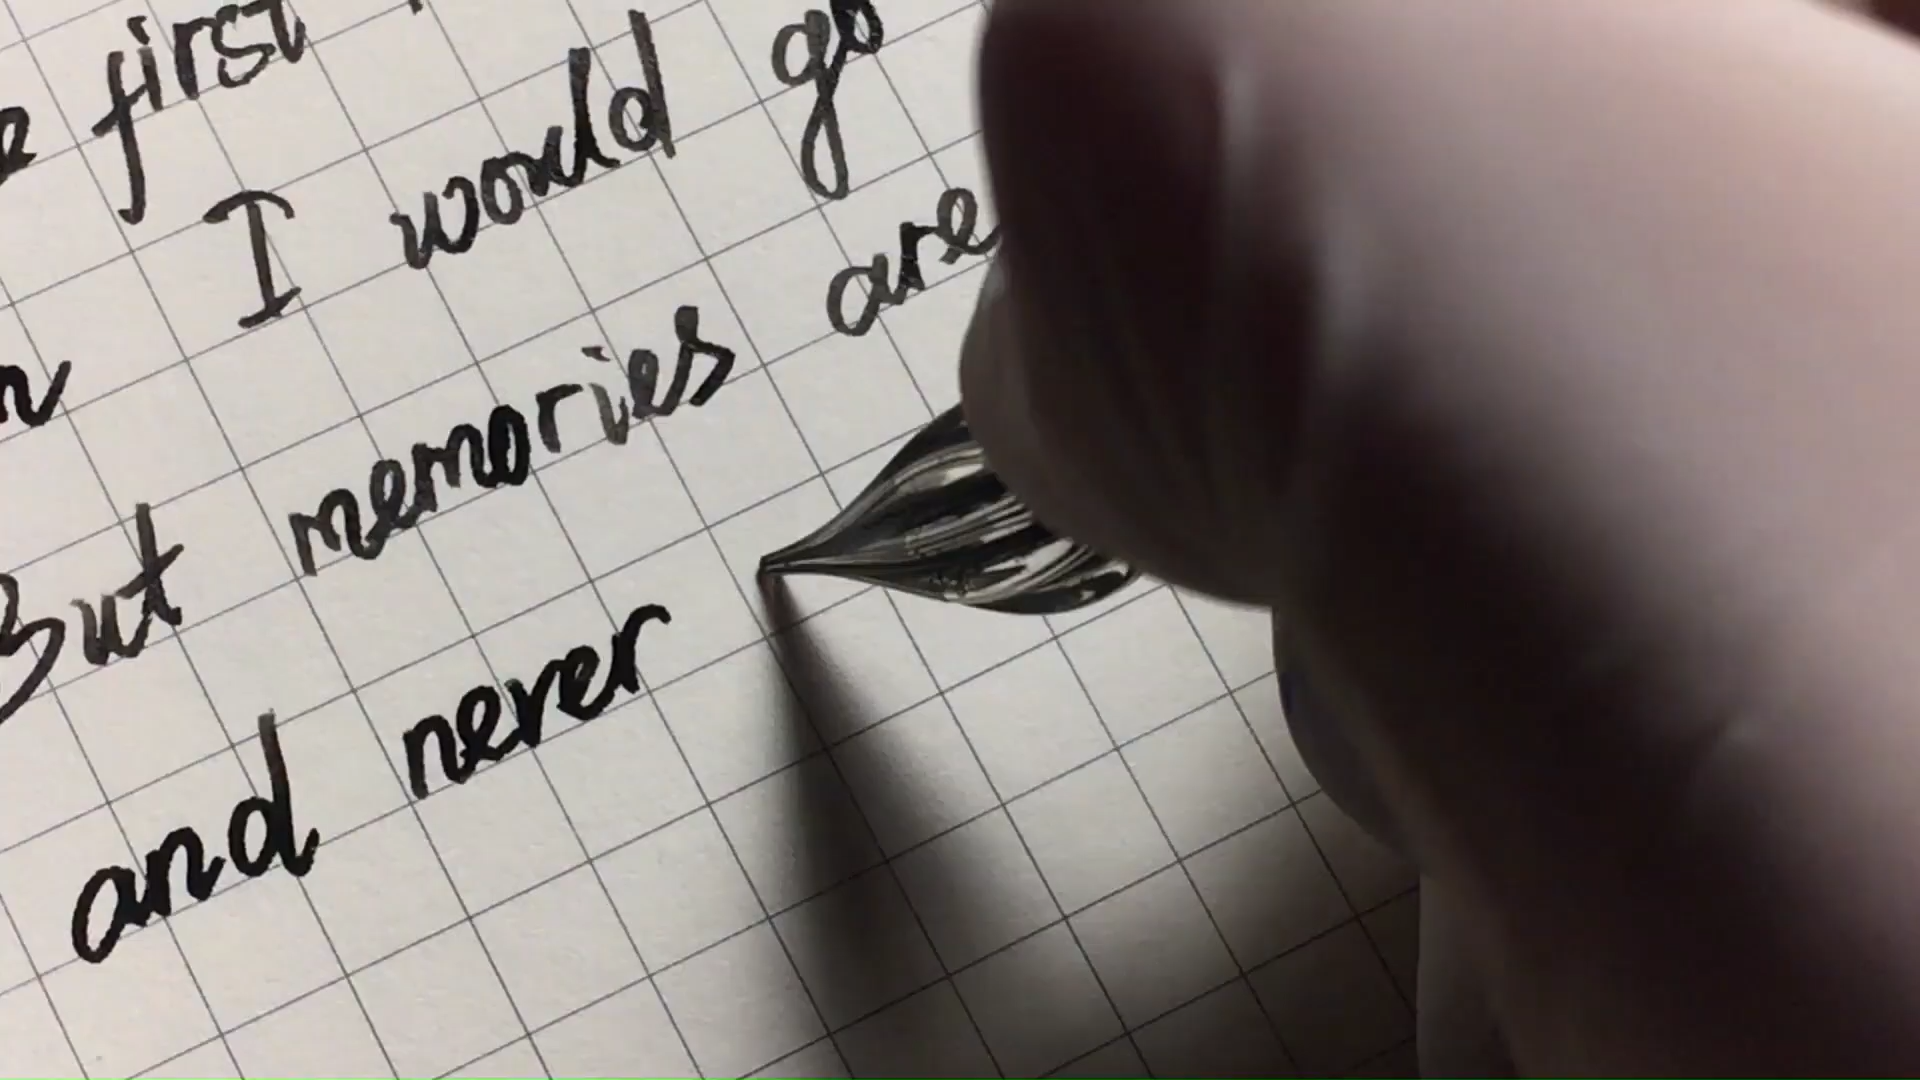 first
I would go
But memories are
and never